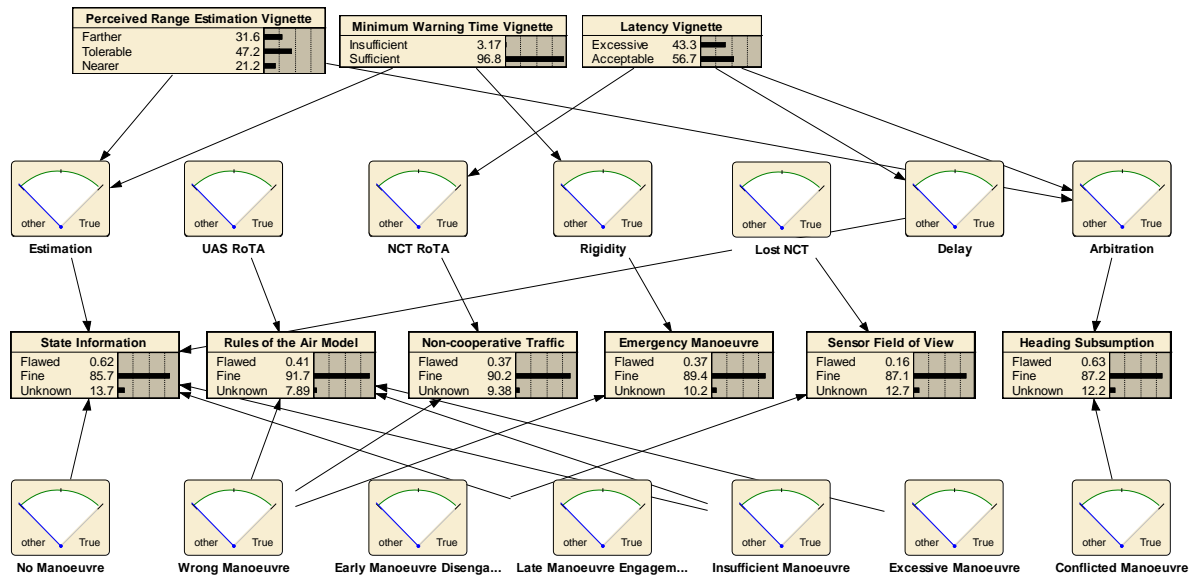 Perceived Range Estimation Vignette
Farther 31.6
Tolerable 47.2
Nearer 21.2
Minimum Warning Time Vignette
Insufficient 3.17
Sufficient 96.8
Latency Vignette
Excessive 43.3
Acceptable 56.7
other True
Estimation
other True
UAS RoTA
other True
NCT RoTA
other True
Rigidity
other True
Lost NCT
other True
Delay
other True
Arbitration
State Information
Flawed 0.62
Fine 85.7
Unknown 13.7
Rules of the Air Model
Flawed 0.41
Fine 91.7
Unknown 7.89
Non-cooperative Traffic
Flawed 0.37
Fine 90.2
Unknown 9.38
Emergency Manoeuvre
Flawed 0.37
Fine 89.4
Unknown 10.2
Sensor Field of View
Flawed 0.16
Fine 87.1
Unknown 12.7
Heading Subsumption
Flawed 0.63
Fine 87.2
Unknown 12.2
other True
No Manoeuvre
other True
Wrong Manoeuvre
other True
Early Manoeuvre Disenga...
other True
Late Manoeuvre Engagem...
other True
Insufficient Manoeuvre
other True
Excessive Manoeuvre
other True
Conflicted Manoeuvre